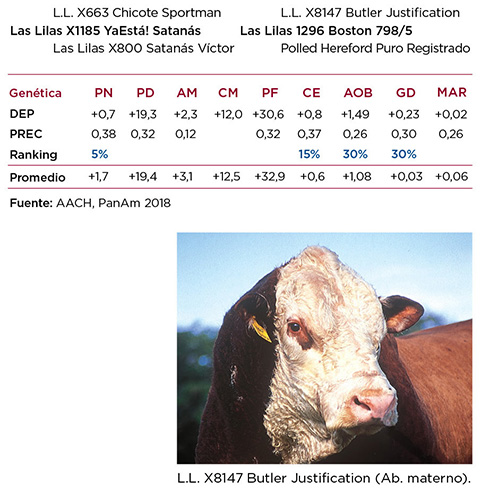 L.L. X663 Chicote Sportman L.L. X8147 Butler Justification
Las Lilas X1185 YaEstá! Satanás Las Lilas 1296 Boston 798/5
Las Lilas X800 Satanás Víctor Polled Hereford Puro Registrado
Genética PN PD AM CM PF CE AOB GD MAR
DEP +0,7 +19,3 +2,3 +12,0 +30,6 +0,8 +1,49 +0,23 +0,02
PREC 0,38 0,32 0,12 0,32 0,37 0,26 0,30 0,26
Ranking 5% 15% 30% 30%
Promedio +1,7 +19,4 +3,1 +12,5 +32,9 +0,6 +1,08 +0,03 +0,06
Fuente: AACH, PanAm 2018
L.L. X8147 Butler Justification (Ab. materno).